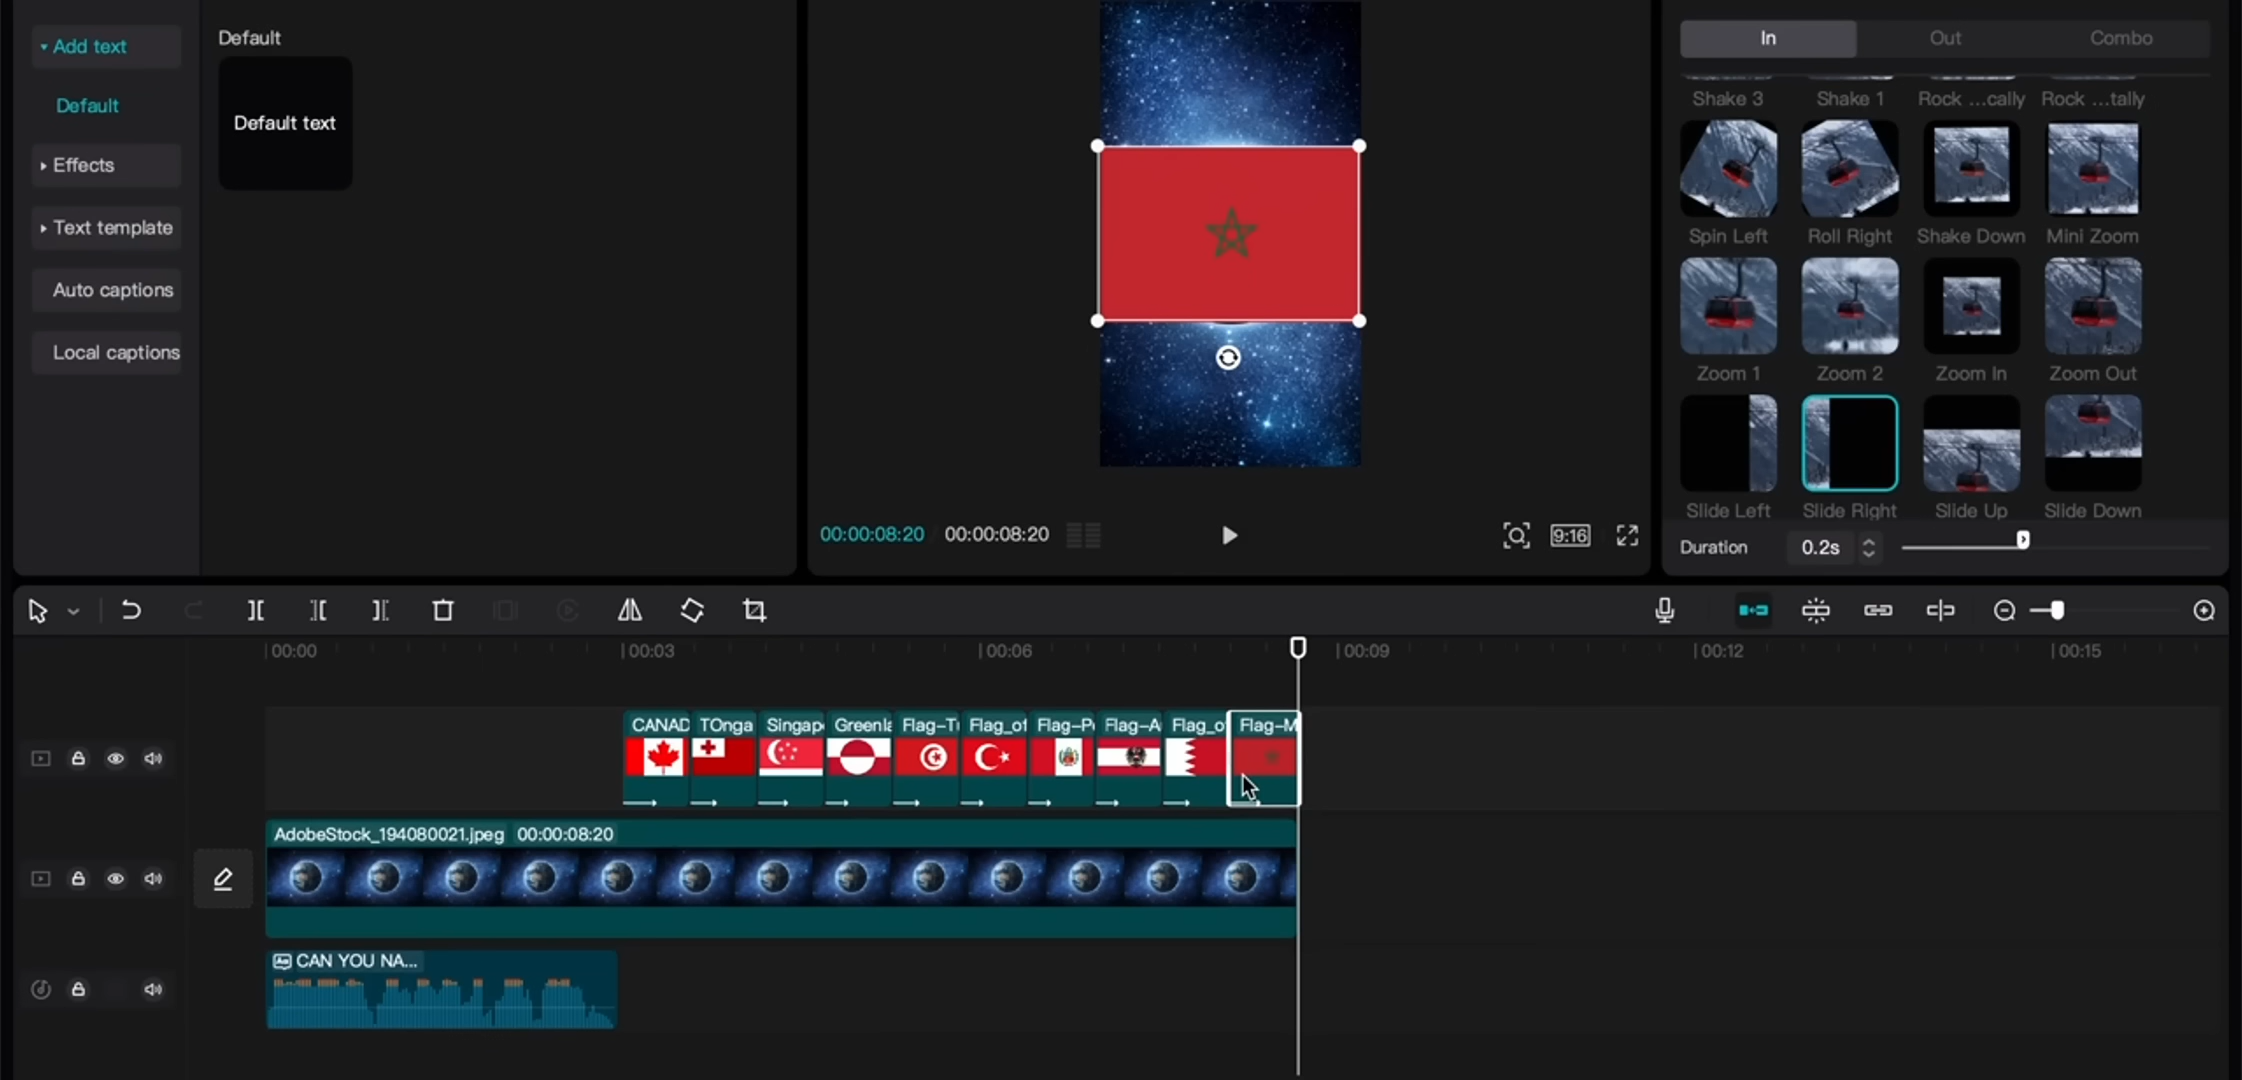 Add text
Default
Effects
Text template
Auto captions
Local captions
Default
Default text
00:00:08:20 00:00:08:20
9:16
In Out Combo
Shake 3 Shake 1 Rock ...cally Rock ...tally
Spin Left Roll Right Shake Down Mini Zoom
Zoom 1 Zoom 2 Zoom In Zoom Out
Slide Left Slide Right Slide Up Slide Down
Duration 0.2s
00:00 00:03 00:06 00:09 00:12 00:15
CANAD TOnga Singap Greenla Flag-T Flag_of Flag-P Flag-A Flag_o Flag-M
AdobeStock_194080021.jpeg 00:00:08:20
CAN YOU NA...